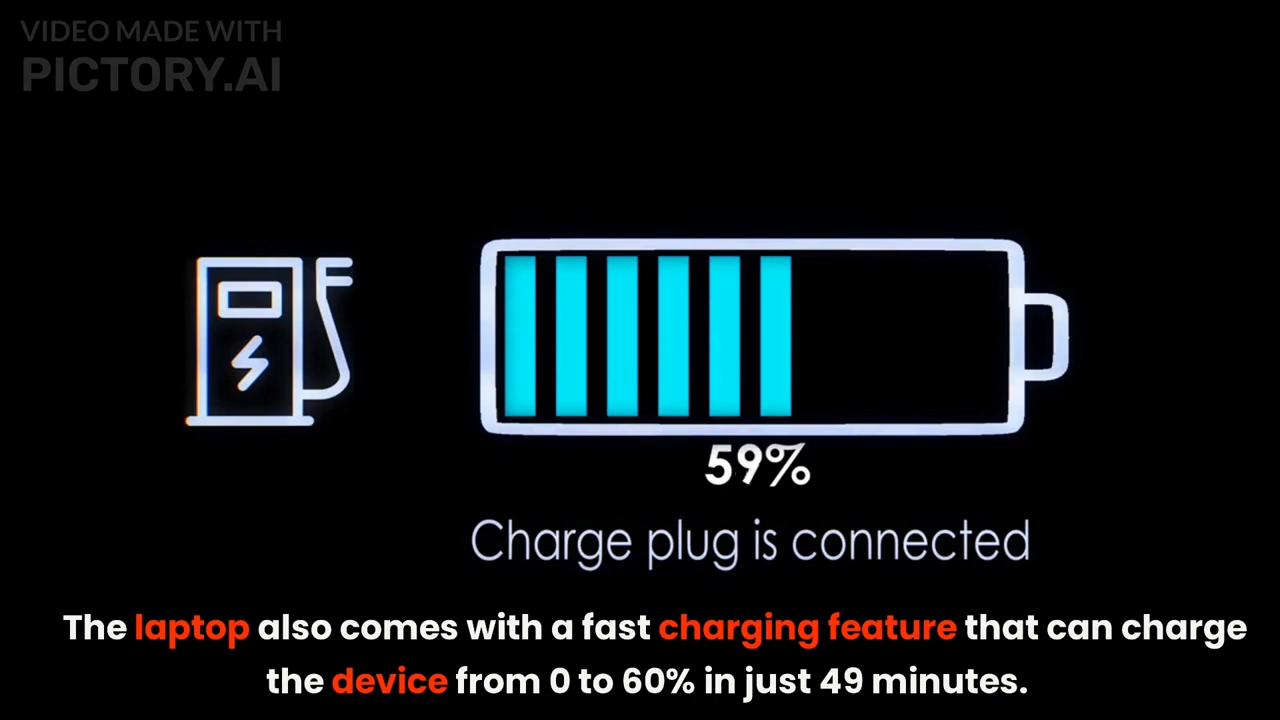 VIDEO MADE WITH
PICTORY.AI
59%
Charge plug is connected
The laptop also comes with a fast charging feature that can charge
the device from 0 to 60% in just 49 minutes.